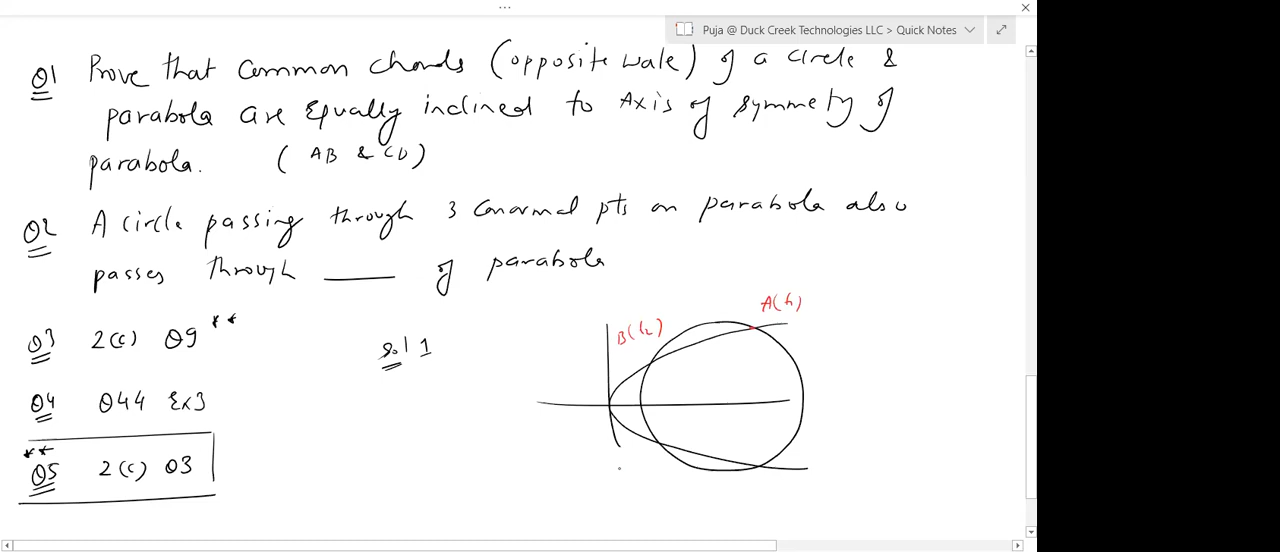 ...
Puja @ Duck Creek Technologies LLC > Quick Notes
Q1 Prove that Common chords (opposite wale) of a circle &
parabola are Equally inclined to Axis of symmety of
parabola. ( AB & CD )
Q2 A circle passing through 3 Conormal pts on parabola also
passes through ____ of parabola
Q3 2(c) Q9 **
Q4 Q44 Ex3
** Q5 2(c) Q3
Sol 1
A(t1)
B(t2)